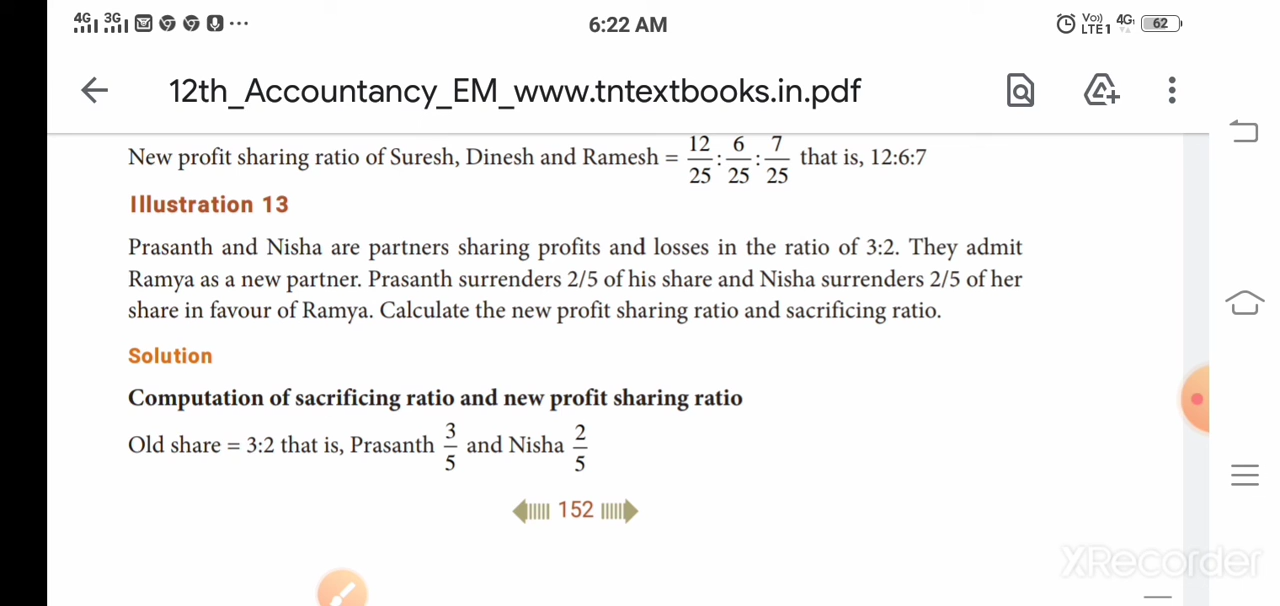 4G 3G ... 6:22 AM Vo)) LTE1 4G 62
12th_Accountancy_EM_www.tntextbooks.in.pdf
New profit sharing ratio of Suresh, Dinesh and Ramesh = 12/25 : 6/25 : 7/25 that is, 12:6:7
Illustration 13
Prasanth and Nisha are partners sharing profits and losses in the ratio of 3:2. They admit
Ramya as a new partner. Prasanth surrenders 2/5 of his share and Nisha surrenders 2/5 of her
share in favour of Ramya. Calculate the new profit sharing ratio and sacrificing ratio.
Solution
Computation of sacrificing ratio and new profit sharing ratio
Old share = 3:2 that is, Prasanth 3/5 and Nisha 2/5
152
XRecorder